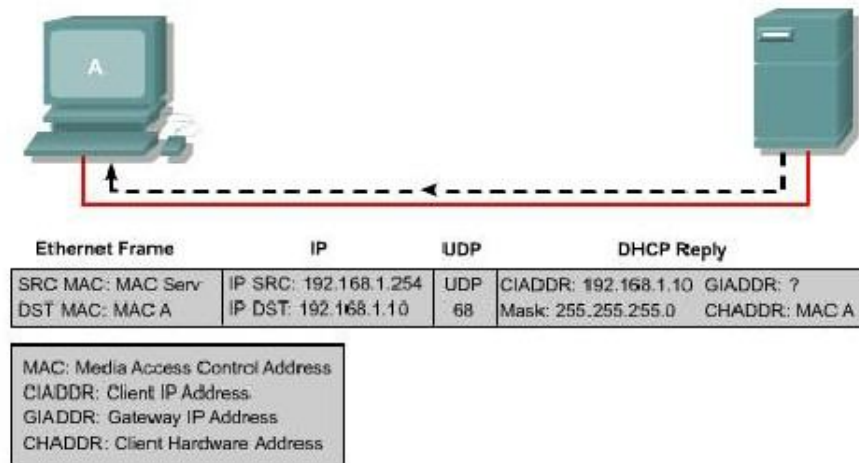 A
Ethernet Frame IP UDP DHCP Reply
SRC MAC: MAC Serv IP SRC: 192.168.1.254 UDP CIADDR: 192.168.1.10 GIADDR: ?
DST MAC: MAC A IP DST: 192.168.1.10 68 Mask: 255.255.255.0 CHADDR: MAC A
MAC: Media Access Control Address
CIADDR: Client IP Address
GIADDR: Gateway IP Address
CHADDR: Client Hardware Address